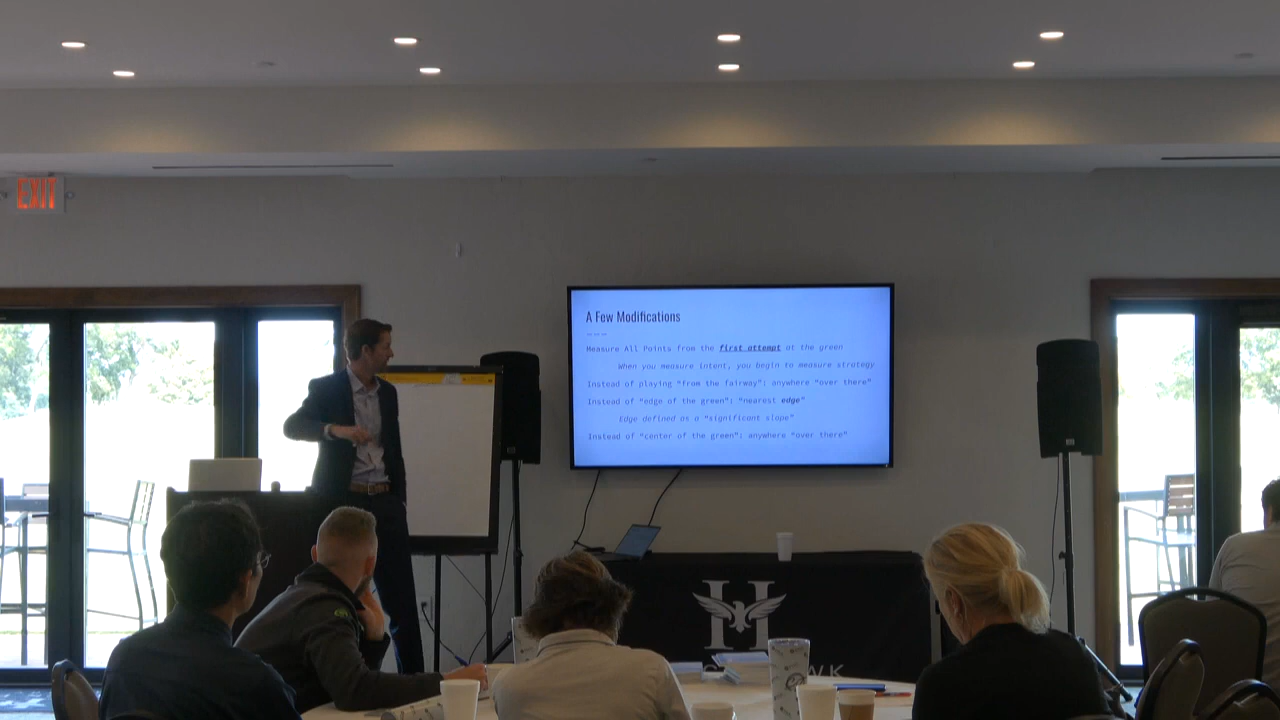 EXIT
A Few Modifications
Measure All Points from the first attempt at the green
When you measure intent, you begin to measure strategy
Instead of playing "from the fairway": anywhere "over there"
Instead of "edge of the green": "nearest edge"
Edge defined as a "significant slope"
Instead of "center of the green": anywhere "over there"
H